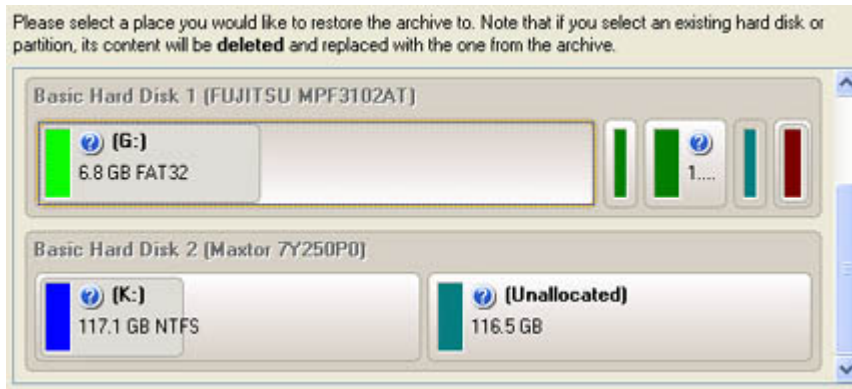 Please select a place you would like to restore the archive to. Note that if you select an existing hard disk or
partition, its content will be deleted and replaced with the one from the archive.
Basic Hard Disk 1 (FUJITSU MPF3102AT)
(G:)
6.8 GB FAT32
1....
Basic Hard Disk 2 (Maxtor 7Y250P0)
(K:)
117.1 GB NTFS
(Unallocated)
116.5 GB